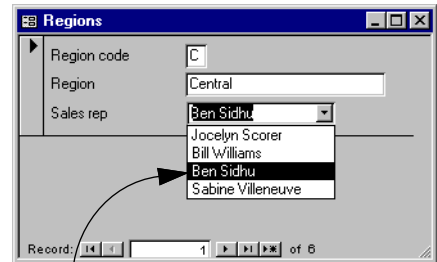 Regions
Region code C
Region Central
Sales rep Ben Sidhu
Jocelyn Scorer
Bill Williams
Ben Sidhu
Sabine Villeneuve
Record: 1 of 6